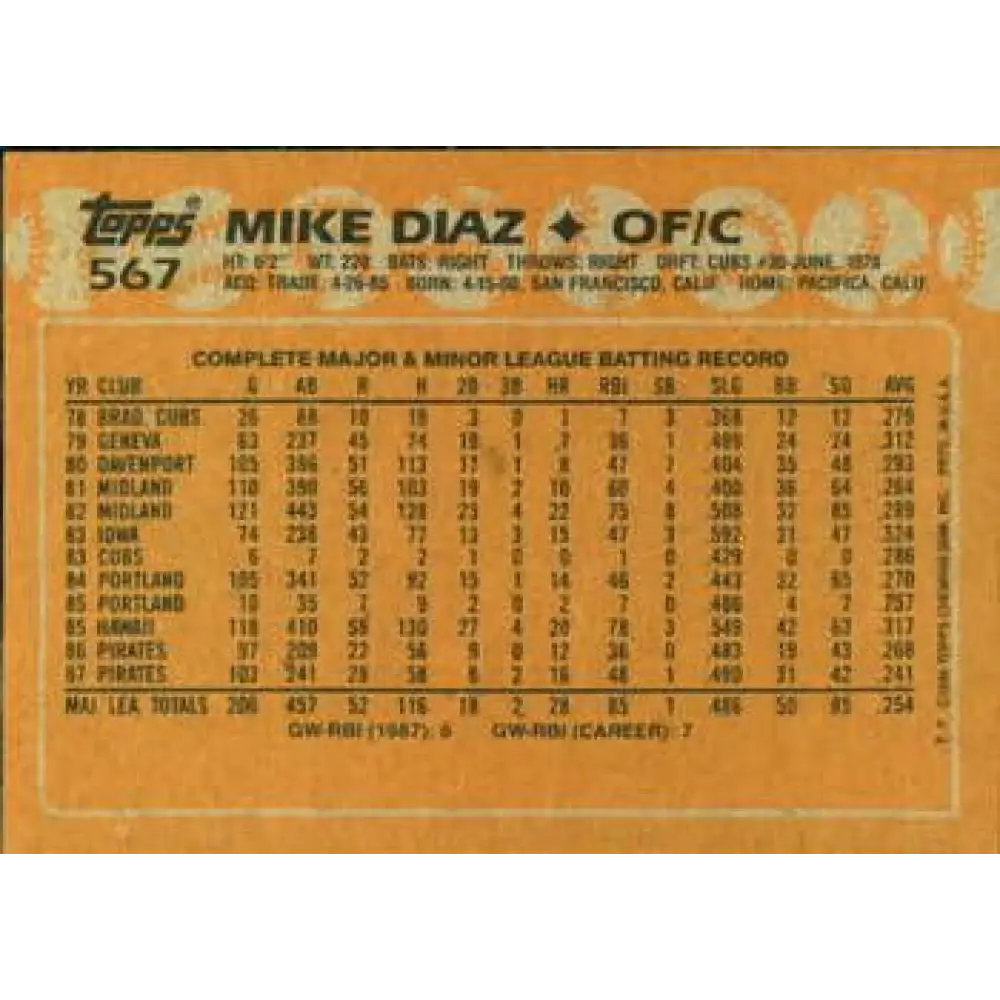 topps® MIKE DIAZ ✦ OF/C
567 HT: 6'2" WT: 220 BATS: RIGHT THROWS: RIGHT DRFT: CUBS #30-JUNE, 1978
ACQ: TRADE, 4-26-85 BORN: 4-15-60, SAN FRANCISCO, CALIF. HOME: PACIFICA, CALIF.
COMPLETE MAJOR & MINOR LEAGUE BATTING RECORD
YR CLUB G AB R H 2B 3B HR RBI SB SLG BB SO AVG
78 BRAD. CUBS 26 68 10 19 3 0 1 7 3 .368 12 12 .279
79 GENEVA 63 237 45 74 19 1 7 36 1 .489 24 24 .312
80 DAVENPORT 105 386 51 113 17 1 8 47 7 .404 35 48 .293
81 MIDLAND 110 390 56 103 19 2 10 60 4 .400 36 64 .264
82 MIDLAND 121 443 54 128 23 4 22 75 8 .508 32 85 .289
83 IOWA 74 238 43 77 13 3 15 47 3 .592 21 47 .324
83 CUBS 6 7 2 2 1 0 0 1 0 .429 0 0 .286
84 PORTLAND 105 341 52 92 15 1 14 46 2 .443 32 65 .270
85 PORTLAND 10 35 7 9 2 0 2 7 0 .486 4 7 .257
85 HAWAII 118 410 59 130 27 4 20 78 3 .549 42 63 .317
86 PIRATES 97 209 22 56 9 0 12 36 0 .483 19 43 .268
87 PIRATES 103 241 28 58 8 2 16 48 1 .490 31 42 .241
MAJ. LEA. TOTALS 206 457 52 116 18 2 28 85 1 .486 50 85 .254
GW-RBI (1987): 6 GW-RBI (CAREER): 7